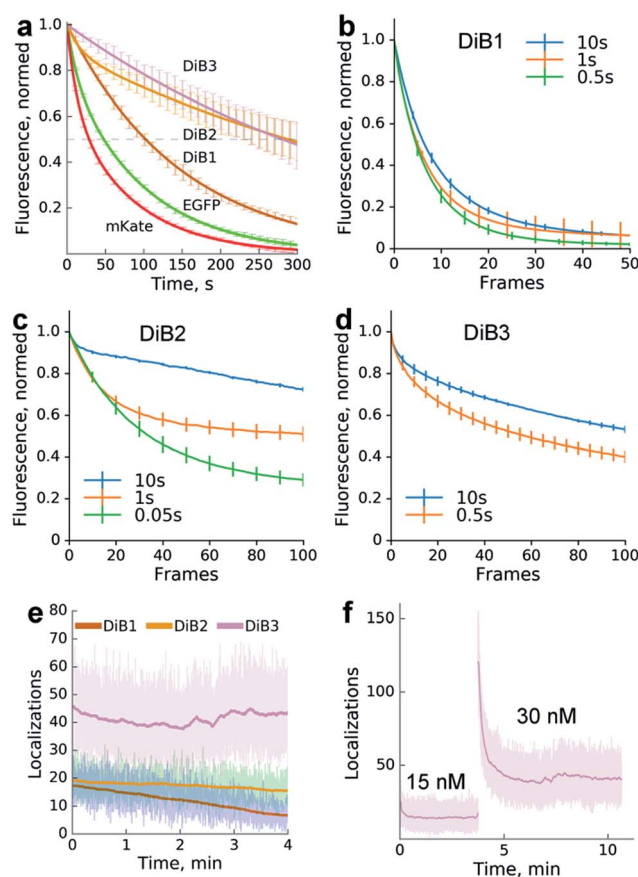 a
Fluorescence, normed
1.0
0.8
0.6
0.4
0.2
DiB3
DiB2
DiB1
EGFP
mKate
0 50 100 150 200 250 300
Time, s
b
DiB1
Fluorescence, normed
1.0
0.8
0.6
0.4
0.2
0
10s
1s
0.5s
0 10 20 30 40 50
Frames
c
DiB2
Fluorescence, normed
1.0
0.8
0.6
0.4
0.2
0
10s
1s
0.05s
0 20 40 60 80 100
Frames
d
DiB3
Fluorescence, normed
1.0
0.8
0.6
0.4
0.2
0
10s
0.5s
0 20 40 60 80 100
Frames
e
Localizations
80
70
60
50
40
30
20
10
0
DiB1 DiB2 DiB3
0 1 2 3 4
Time, min
f
Localizations
150
100
50
15 nM
30 nM
0 5 10
Time, min